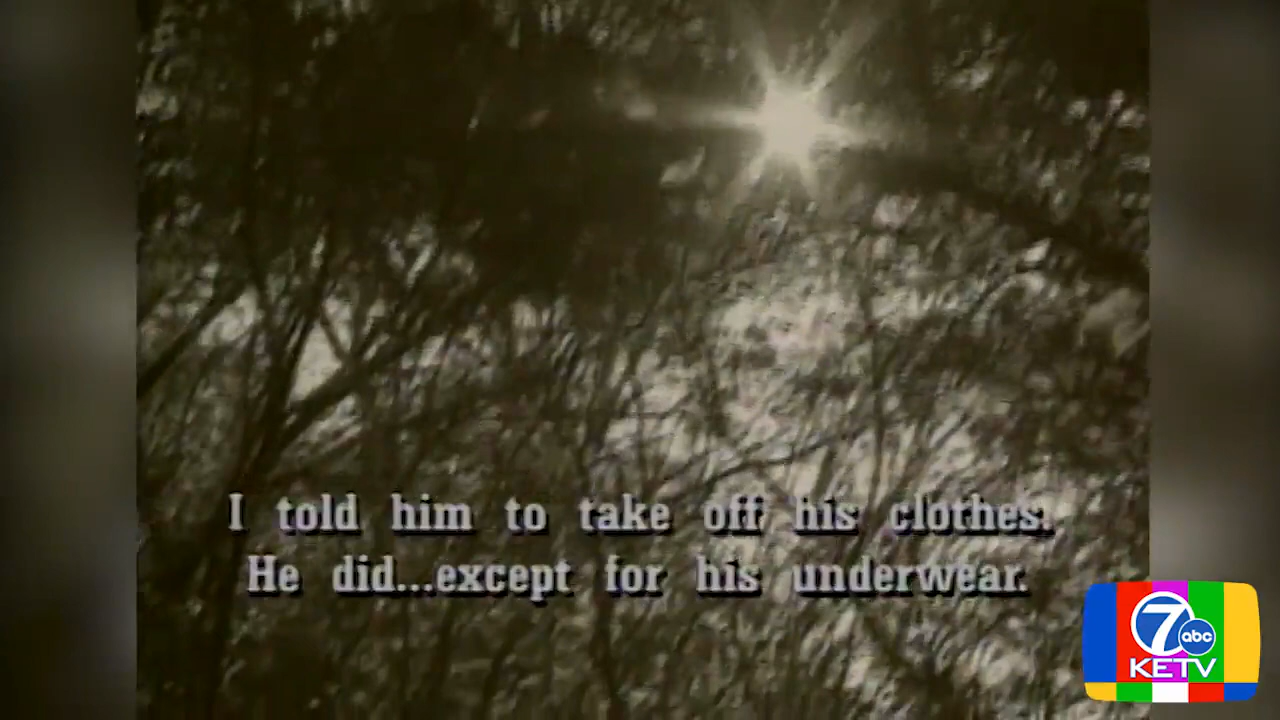 I told him to take off his clothes.
He did...except for his underwear.
7
abc
KETV